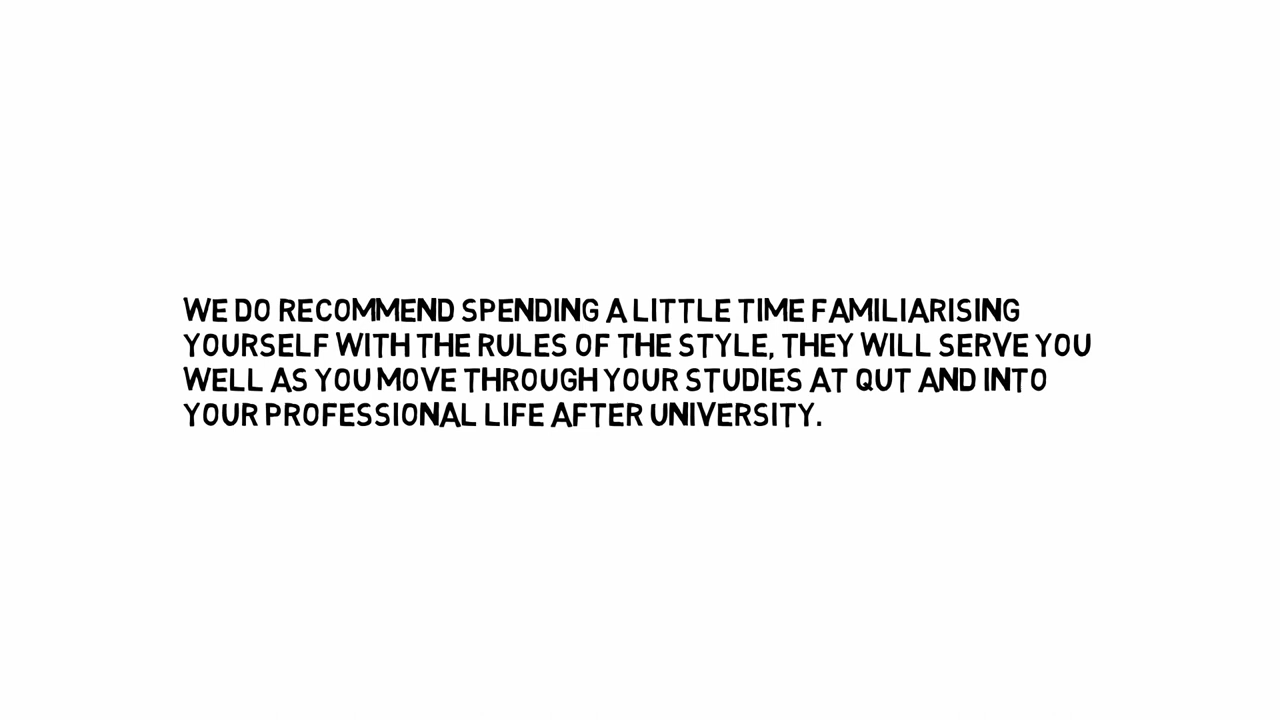 WE DO RECOMMEND SPENDING A LITTLE TIME FAMILIARISING
YOURSELF WITH THE RULES OF THE STYLE, THEY WILL SERVE YOU
WELL AS YOU MOVE THROUGH YOUR STUDIES AT QUT AND INTO
YOUR PROFESSIONAL LIFE AFTER UNIVERSITY.